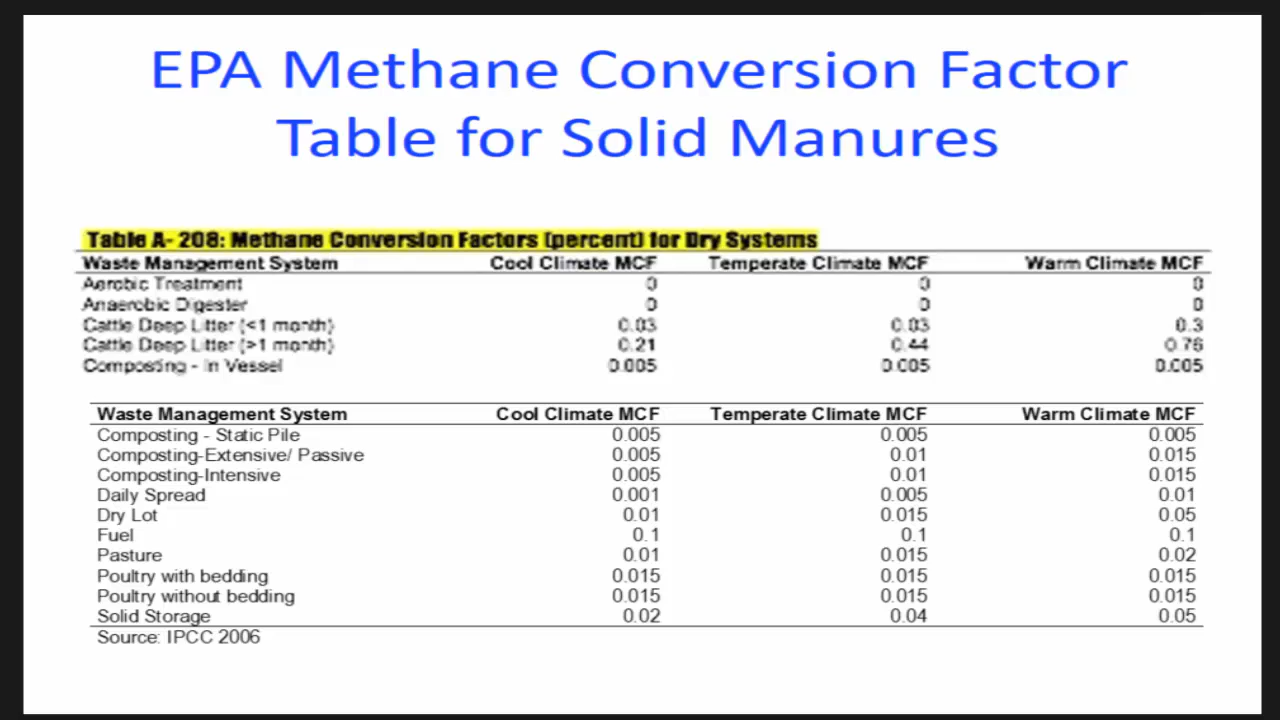 EPA Methane Conversion Factor
Table for Solid Manures
Table A- 208: Methane Conversion Factors (percent) for Dry Systems
Waste Management System Cool Climate MCF Temperate Climate MCF Warm Climate MCF
Aerobic Treatment 0 0 0
Anaerobic Digester 0 0 0
Cattle Deep Litter (<1 month) 0.03 0.03 0.3
Cattle Deep Litter (>1 month) 0.21 0.44 0.76
Composting - In Vessel 0.005 0.005 0.005
Waste Management System Cool Climate MCF Temperate Climate MCF Warm Climate MCF
Composting - Static Pile 0.005 0.005 0.005
Composting-Extensive/ Passive 0.005 0.01 0.015
Composting-Intensive 0.005 0.01 0.015
Daily Spread 0.001 0.005 0.01
Dry Lot 0.01 0.015 0.05
Fuel 0.1 0.1 0.1
Pasture 0.01 0.015 0.02
Poultry with bedding 0.015 0.015 0.015
Poultry without bedding 0.015 0.015 0.015
Solid Storage 0.02 0.04 0.05
Source: IPCC 2006